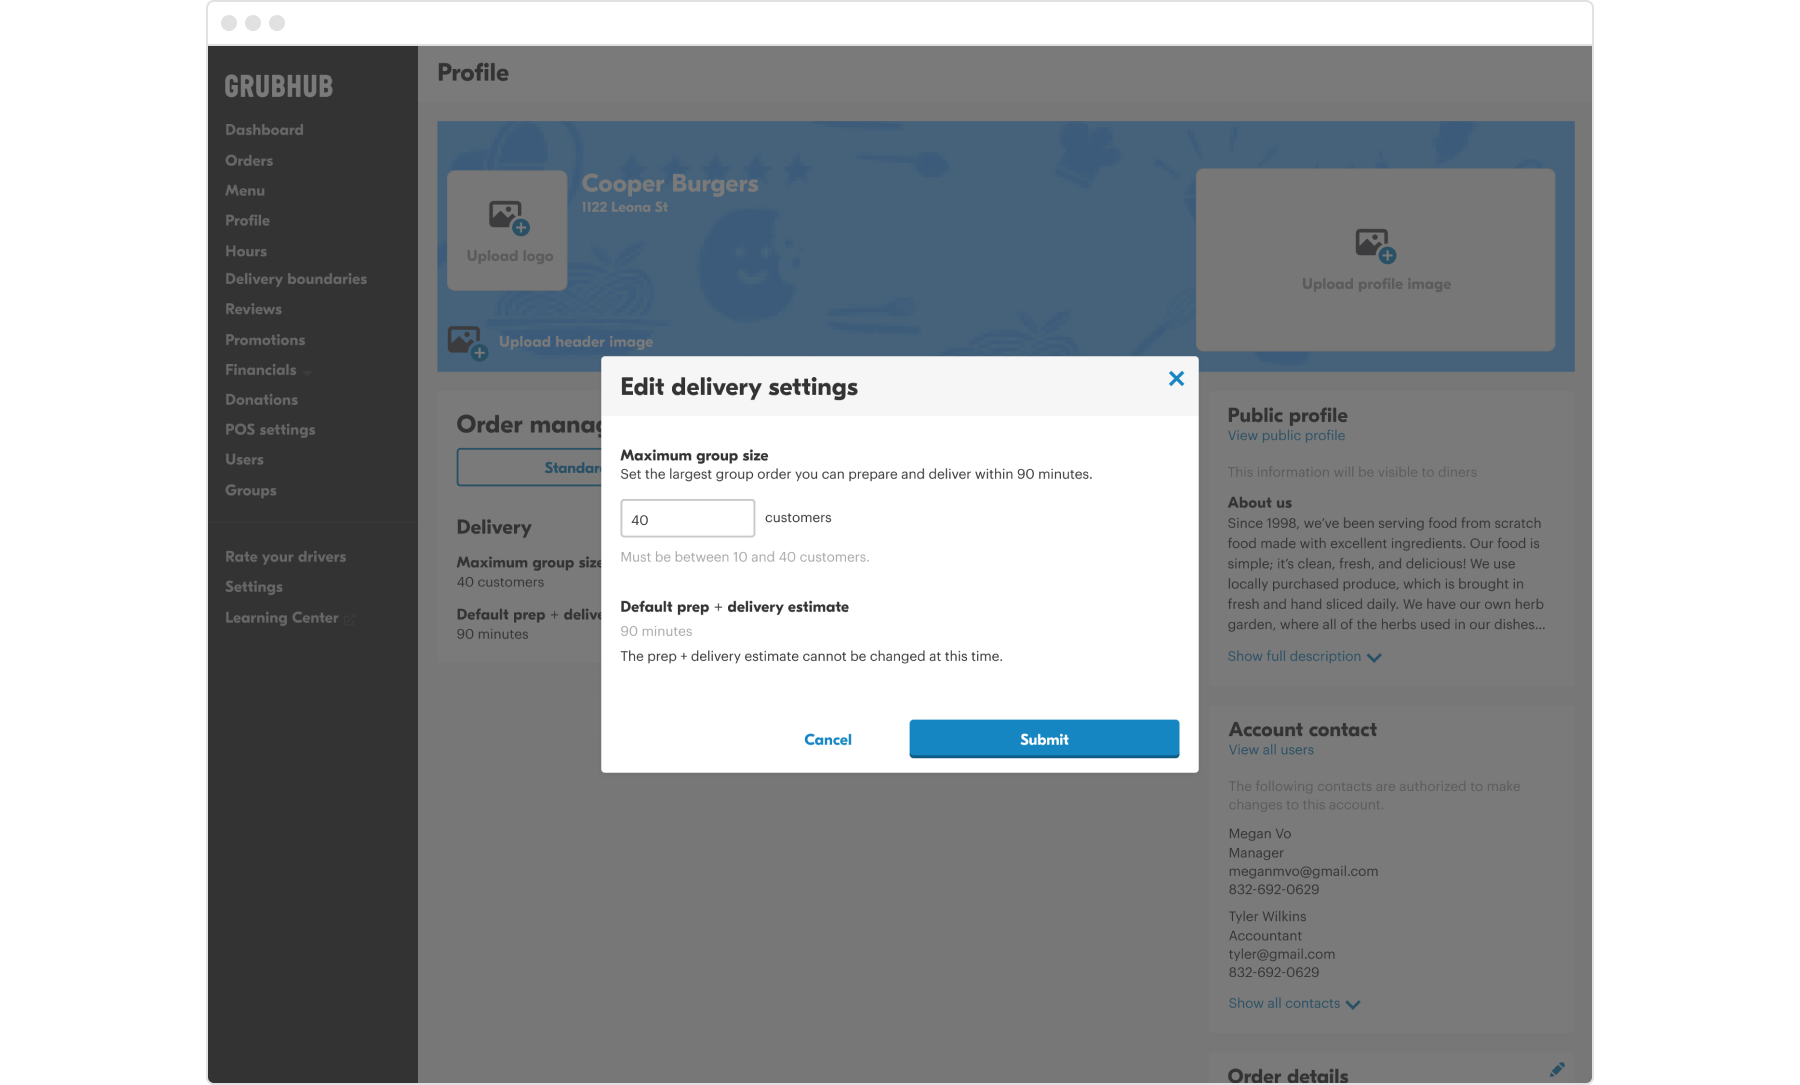 GRUBHUB
Dashboard
Orders
Menu
Profile
Hours
Delivery boundaries
Reviews
Promotions
Financials
Donations
POS settings
Users
Groups
Rate your drivers
Settings
Learning Center
Profile
Cooper Burgers
1122 Leona St
Upload logo
Upload header image
Upload profile image
Order manag
Standar
Delivery
Maximum group size
40 customers
Default prep + delive
90 minutes
Edit delivery settings
Maximum group size
Set the largest group order you can prepare and deliver within 90 minutes.
40 customers
Must be between 10 and 40 customers.
Default prep + delivery estimate
90 minutes
The prep + delivery estimate cannot be changed at this time.
Cancel Submit
Public profile
View public profile
This information will be visible to diners
About us
Since 1998, we've been serving food from scratch
food made with excellent ingredients. Our food is
simple; it's clean, fresh, and delicious! We use
locally purchased produce, which is brought in
fresh and hand sliced daily. We have our own herb
garden, where all of the herbs used in our dishes...
Show full description
Account contact
View all users
The following contacts are authorized to make
changes to this account.
Megan Vo
Manager
meganmvo@gmail.com
832-692-0629
Tyler Wilkins
Accountant
tyler@gmail.com
832-692-0629
Show all contacts
Order details